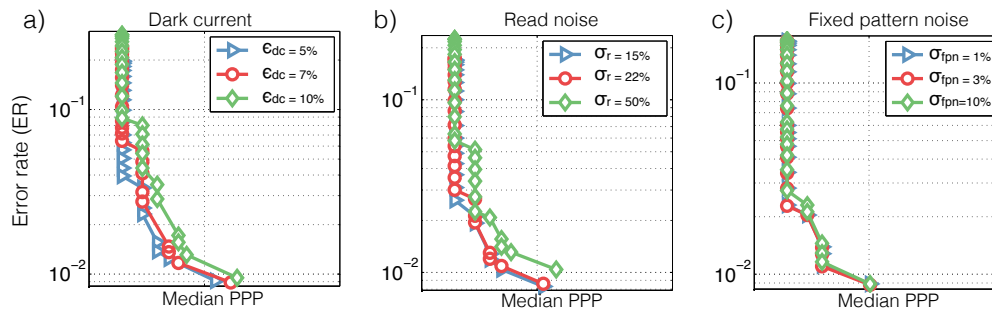 a)
Dark current
Error rate (ER)
10⁻¹
10⁻²
ϵdc = 5%
ϵdc = 7%
ϵdc = 10%
Median PPP
b)
Read noise
10⁻¹
10⁻²
σr = 15%
σr = 22%
σr = 50%
Median PPP
c)
Fixed pattern noise
10⁻¹
10⁻²
σfpn = 1%
σfpn = 3%
σfpn=10%
Median PPP